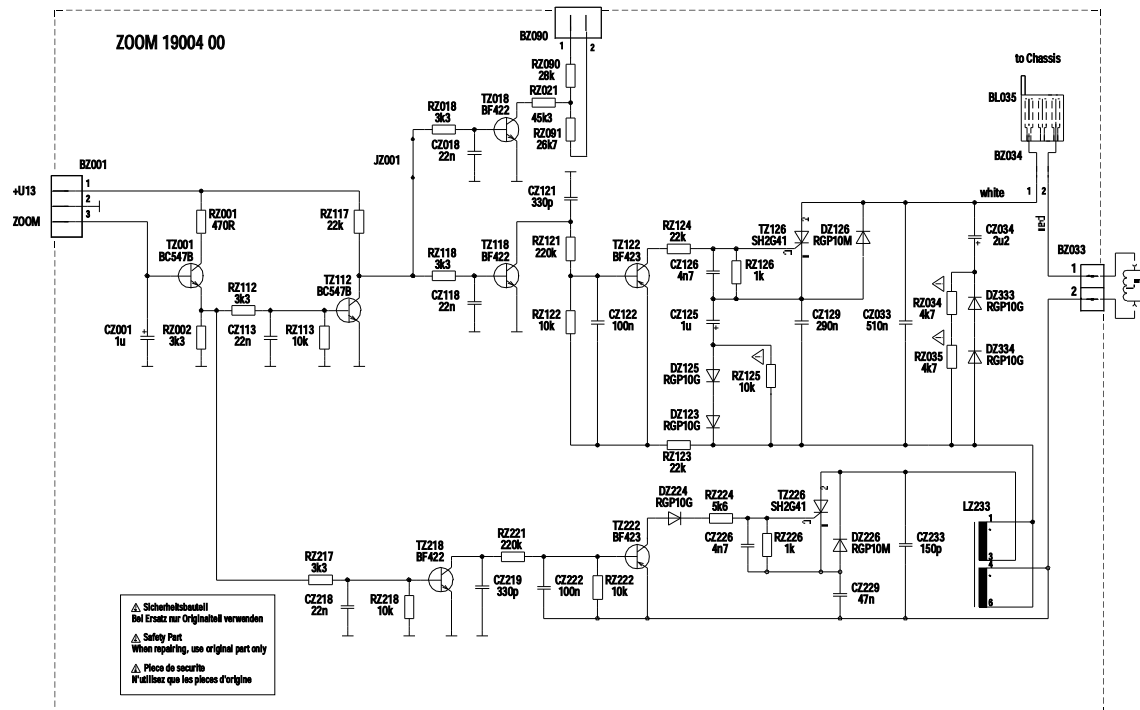 ZOOM 19004 00
BZ090
1 2
RZ090
28k
RZ021
45k3
RZ091
26k7
TZ018
BF422
RZ018
3k3
CZ018
22n
JZ001
to Chassis
BL035
BZ034
white
1 2
red
BZ001
+U13
ZOOM
1
2
3
RZ001
470R
TZ001
BC547B
RZ117
22k
TZ112
BC547B
RZ112
3k3
CZ001
1u
+
RZ002
3k3
CZ113
22n
RZ113
10k
RZ118
3k3
TZ118
BF422
CZ118
22n
CZ121
330p
RZ121
220k
RZ122
10k
CZ122
100n
TZ122
BF423
RZ124
22k
CZ126
4n7
RZ126
1k
TZ126
SH2G41
DZ126
RGP10M
CZ125
1u
+
DZ125
RGP10G
DZ123
RGP10G
RZ125
10k
RZ123
22k
CZ129
290n
CZ033
510n
CZ034
2u2
+
RZ034
4k7
RZ035
4k7
DZ333
RGP10G
DZ334
RGP10G
BZ033
1
2
RZ217
3k3
CZ218
22n
RZ218
10k
TZ218
BF422
CZ219
330p
RZ221
220k
CZ222
100n
RZ222
10k
TZ222
BF423
DZ224
RGP10G
RZ224
5k6
CZ226
4n7
RZ226
1k
TZ226
SH2G41
DZ226
RGP10M
CZ229
47n
CZ233
150p
LZ233
1
3
4
6
Sicherheitsbauteil
Bei Ersatz nur Originalteil verwenden
Safety Part
When repairing, use original part only
Piece de securite
N'utilisez que les pieces d'origine